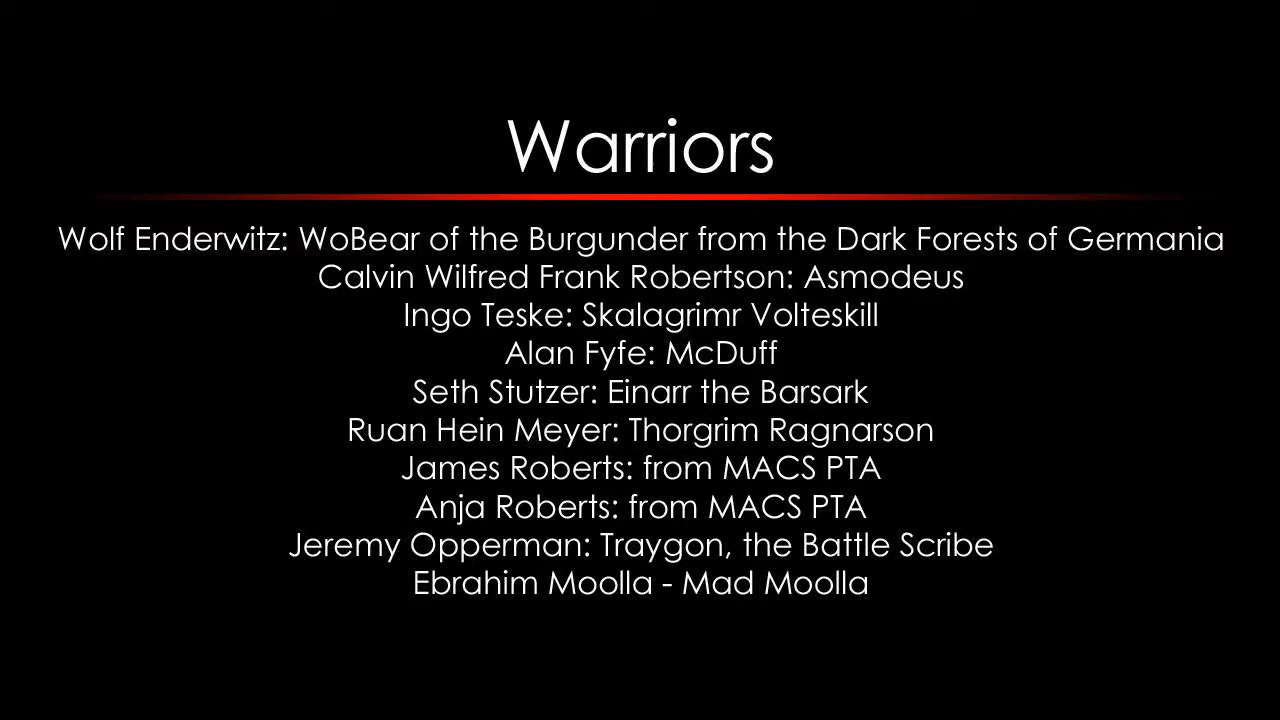 Warriors
Wolf Enderwitz: WoBear of the Burgunder from the Dark Forests of Germania
Calvin Wilfred Frank Robertson: Asmodeus
Ingo Teske: Skalagrimr Volteskill
Alan Fyfe: McDuff
Seth Stutzer: Einarr the Barsark
Ruan Hein Meyer: Thorgrim Ragnarson
James Roberts: from MACS PTA
Anja Roberts: from MACS PTA
Jeremy Opperman: Traygon, the Battle Scribe
Ebrahim Moolla - Mad Moolla